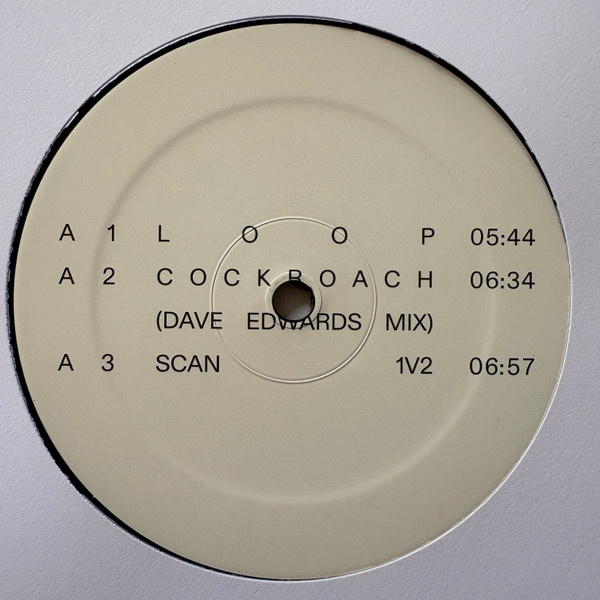 A 1 L O O P 05:44
A 2 C O C K R O A C H 06:34
(DAVE EDWARDS MIX)
A 3 SCAN 1V2 06:57